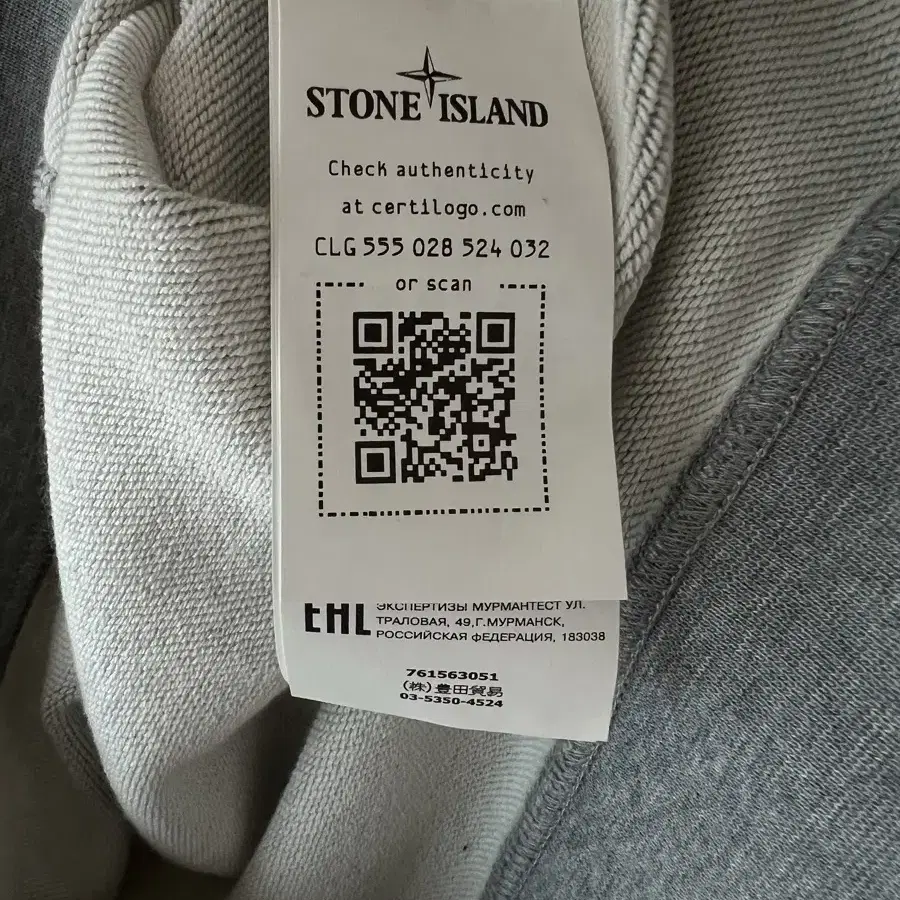 STONE ISLAND
Check authenticity
at certilogo.com
CLG 555 028 524 032
or scan
EAC
ЭКСПЕРТИЗЫ МУРМАНТЕСТ УЛ.
ТРАЛОВАЯ, 49,Г.МУРМАНСК,
РОССИЙСКАЯ ФЕДЕРАЦИЯ, 183038
761563051
(株)豊田貿易
03-5350-4524